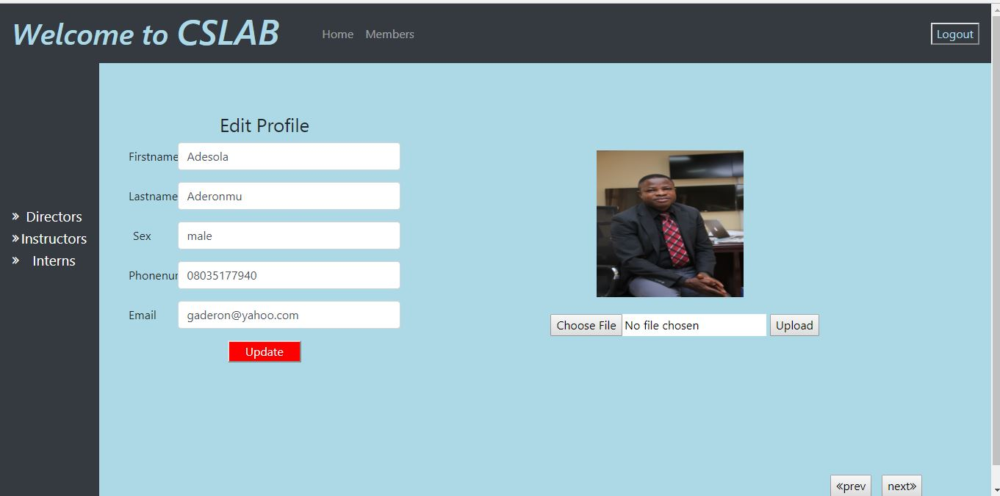 Welcome to CSLAB
Home Members
Logout
» Directors
» Instructors
» Interns
Edit Profile
Firstname Adesola
Lastname Aderonmu
Sex male
Phonenu 08035177940
Email gaderon@yahoo.com
Update
Choose File No file chosen Upload
«prev next»